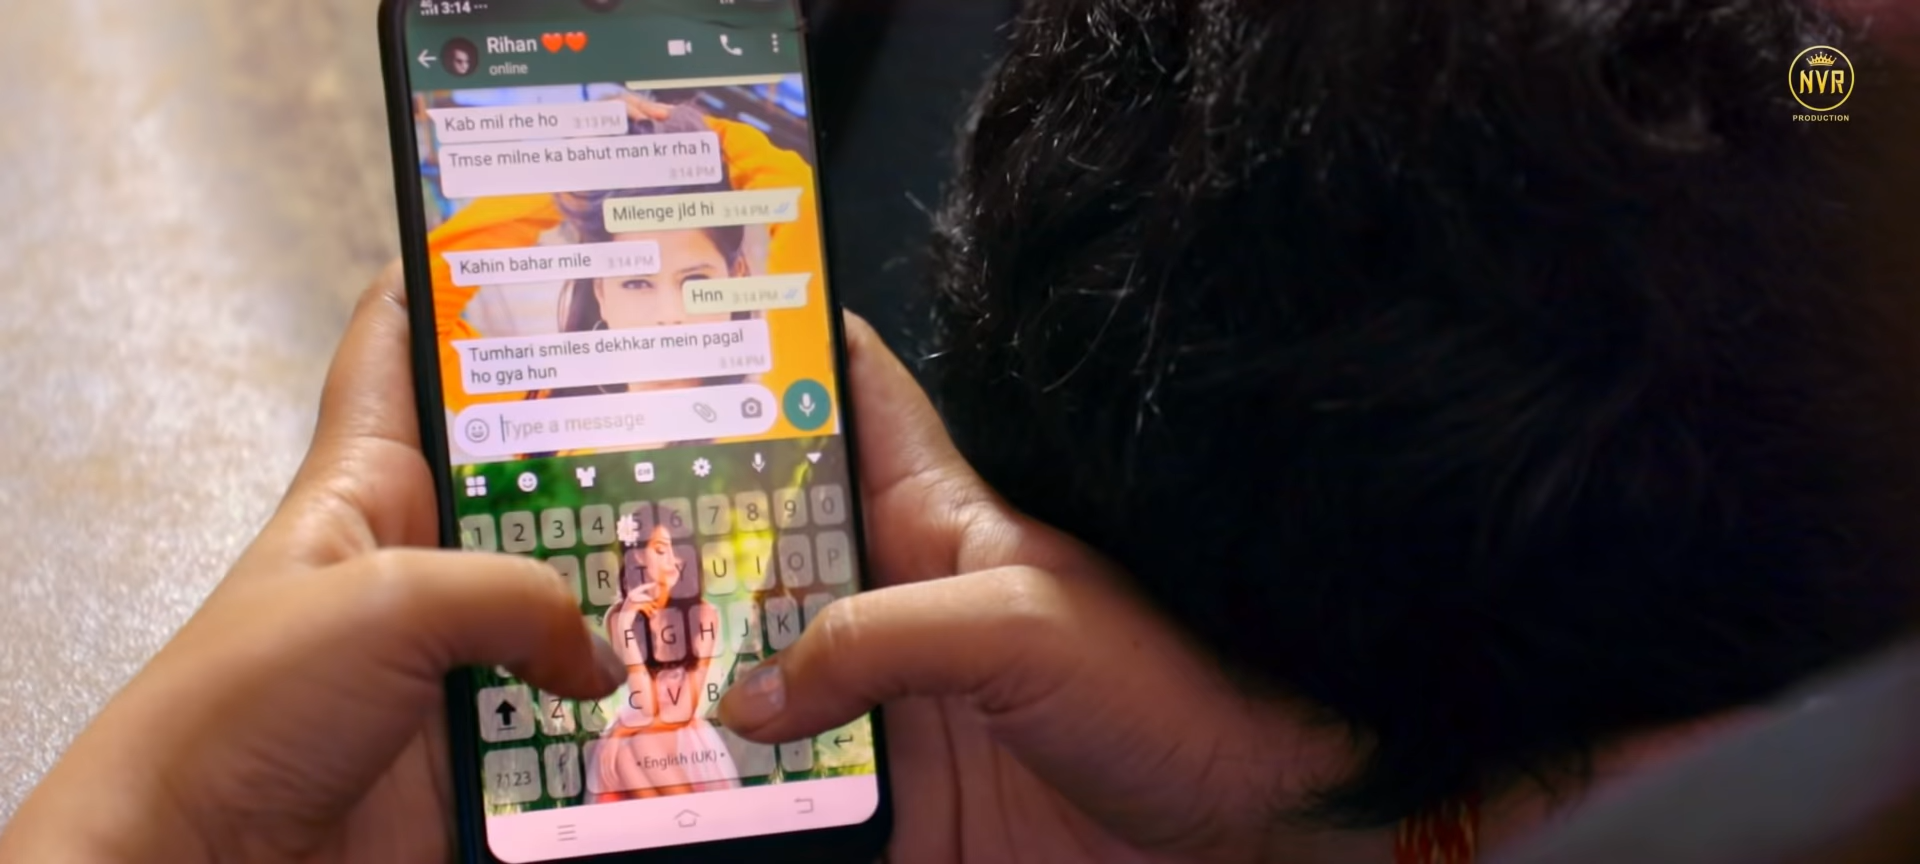 3:14
Rihan
online
Kab mil rhe ho 3:13 PM
Tmse milne ka bahut man kr rha h
3:14 PM
Milenge jld hi 3:14 PM
Kahin bahar mile 3:14 PM
Hnn 3:14 PM
Tumhari smiles dekhkar mein pagal
ho gya hun 3:14 PM
Type a message
GIF
1 2 3 4 5 6 7 8 9 0
R T Y U I O P
F G H J K
Z X C V B
?123 English (UK)
NVR
PRODUCTION